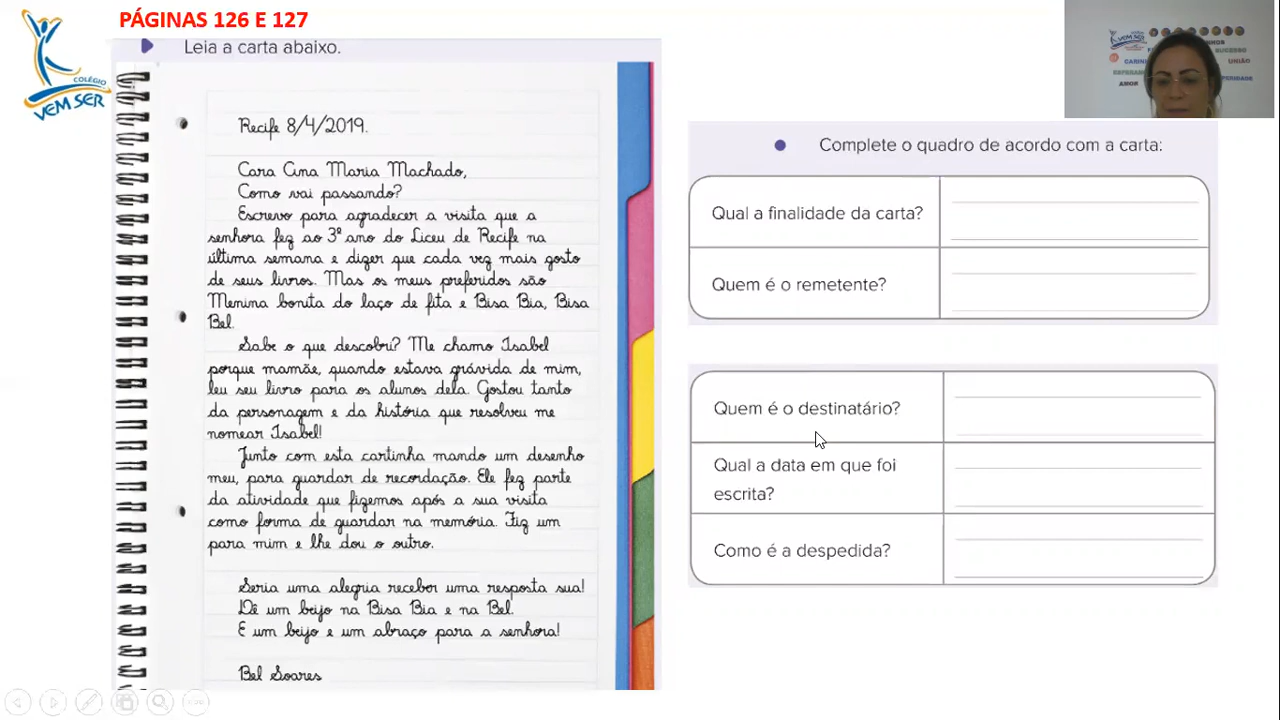 PÁGINAS 126 E 127
COLÉGIO
VEM SER
Leia a carta abaixo.
Recife 8/4/2019.
Cara Ana Maria Machado,
Como vai passando?
Escrevo para agradecer a visita que a
senhora fez ao 3º ano do Liceu de Recife na
última semana e dizer que cada vez mais gosto
de seus livros. Mas os meus preferidos são
Menina bonita do laço de fita e Bisa Bia, Bisa
Bel.
Sabe o que descobri? Me chamo Isabel
porque mamãe, quando estava grávida de mim,
leu seu livro para os alunos dela. Gostou tanto
da personagem e da história que resolveu me
nomear Isabel!
Junto com esta cartinha mando um desenho
meu, para guardar de recordação. Ele fez parte
da atividade que fizemos após a sua visita
como forma de guardar na memória. Fiz um
para mim e lhe dou o outro.
Seria uma alegria receber uma resposta sua!
Dê um beijo na Bisa Bia e na Bel.
E um beijo e um abraço para a senhora!
Bel Soares
Complete o quadro de acordo com a carta:
Qual a finalidade da carta?
Quem é o remetente?
Quem é o destinatário?
Qual a data em que foi
escrita?
Como é a despedida?
VEM SER
SUCESSO
UNIÃO
AMOR